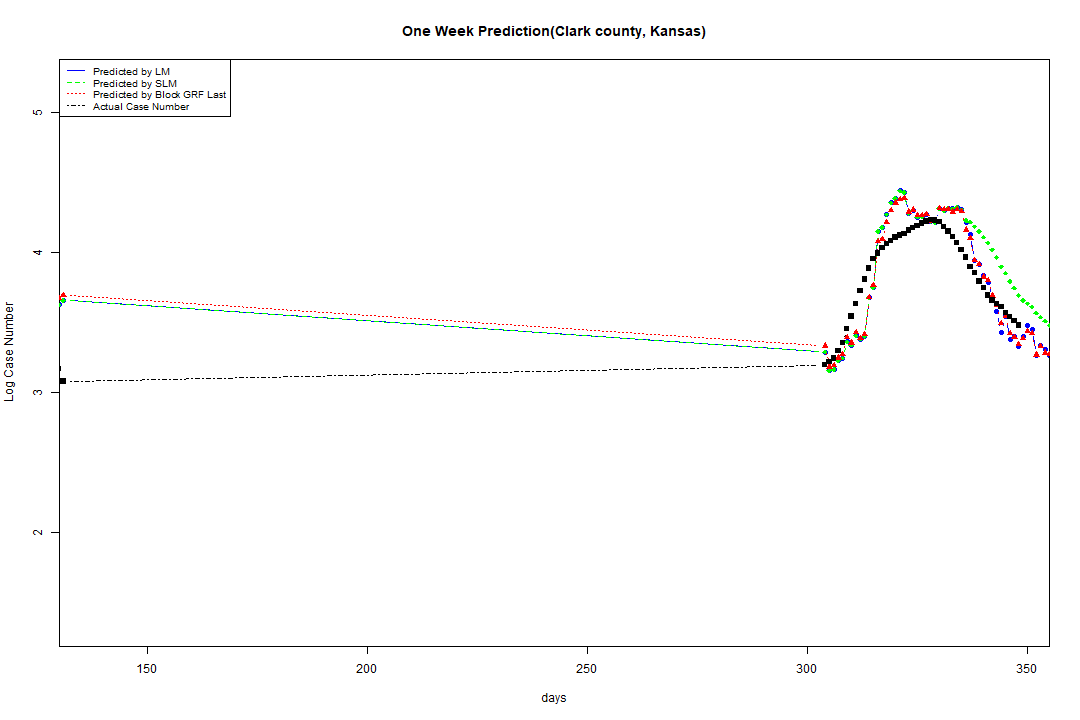 One Week Prediction(Clark county, Kansas)
Predicted by LM
Predicted by SLM
Predicted by Block GRF Last
Actual Case Number
5
4
3
2
Log Case Number
150 200 250 300 350
days